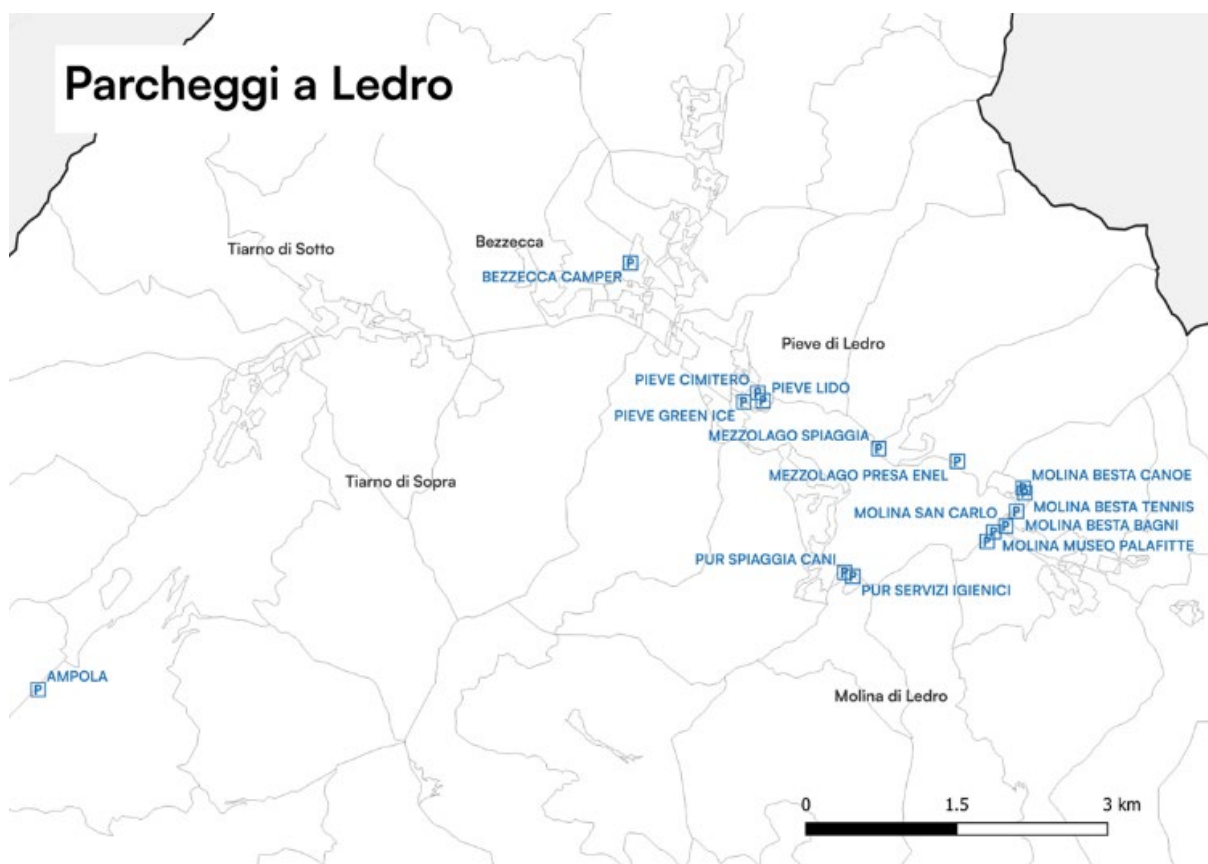 Parcheggi a Ledro
Tiarno di Sotto
Bezzecca
P
BEZZECCA CAMPER
Pieve di Ledro
PIEVE CIMITERO
P
PIEVE LIDO
P
P
PIEVE GREEN ICE
MEZZOLAGO SPIAGGIA
P
P
MEZZOLAGO PRESA ENEL
MOLINA BESTA CANOE
P
P
Tiarno di Sopra
MOLINA SAN CARLO
P
MOLINA BESTA TENNIS
P
MOLINA BESTA BAGNI
P
P
MOLINA MUSEO PALAFITTE
PUR SPIAGGIA CANI
P
P
PUR SERVIZI IGIENICI
AMPOLA
P
Molina di Ledro
0 1.5 3 km